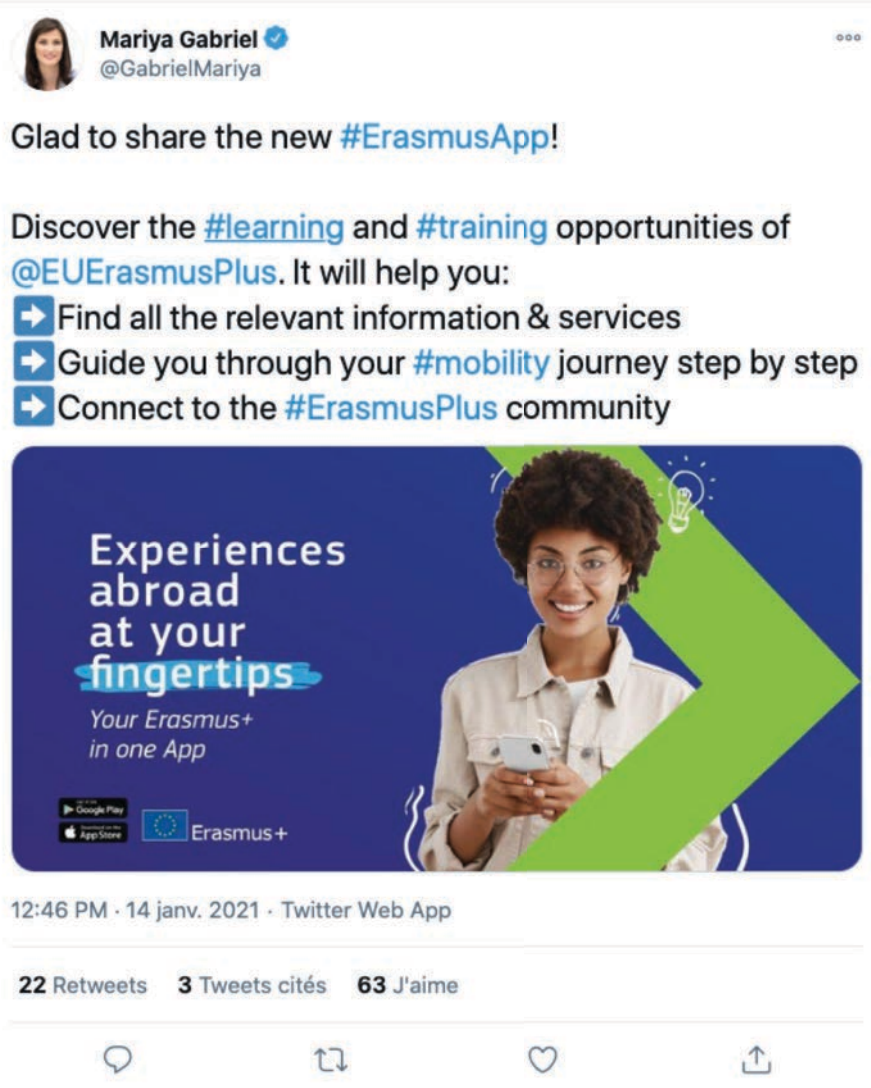 Mariya Gabriel
@GabrielMariya
Glad to share the new #ErasmusApp!
Discover the #learning and #training opportunities of
@EUErasmusPlus. It will help you:
➡Find all the relevant information & services
➡Guide you through your #mobility journey step by step
➡Connect to the #ErasmusPlus community
Experiences
abroad
at your
fingertips
Your Erasmus+
in one App
Google Play
App Store
Erasmus+
12:46 PM · 14 janv. 2021 · Twitter Web App
22 Retweets 3 Tweets cités 63 J'aime